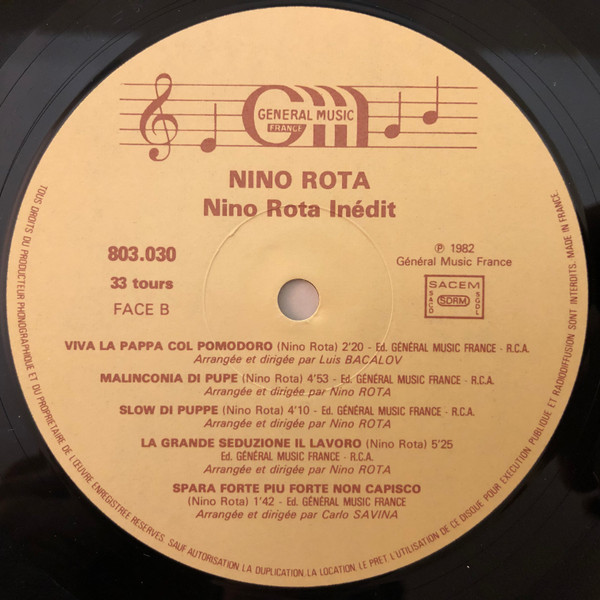 GENERAL MUSIC
FRANCE
NINO ROTA
Nino Rota Inédit
803.030
33 tours
FACE B
℗ 1982
Général Music France
SACEM
SACD
SDRM
SGDL
VIVA LA PAPPA COL POMODORO (Nino Rota) 2'20 - Ed. GÉNÉRAL MUSIC FRANCE - R.C.A.
Arrangée et dirigée par Luis BACALOV
MALINCONIA DI PUPE (Nino Rota) 4'53 - Ed. GÉNÉRAL MUSIC FRANCE - R.C.A.
Arrangée et dirigée par Nino ROTA
SLOW DI PUPPE (Nino Rota) 4'10 - Ed. GÉNÉRAL MUSIC FRANCE - R.C.A.
Arrangée et dirigée par Nino ROTA
LA GRANDE SEDUZIONE IL LAVORO (Nino Rota) 5'25
Ed. GÉNÉRAL MUSIC FRANCE - R.C.A.
Arrangée et dirigée par Nino ROTA
SPARA FORTE PIU FORTE NON CAPISCO
(Nino Rota) 1'42 - Ed. GÉNÉRAL MUSIC FRANCE
Arrangée et dirigée par Carlo SAVINA
TOUS DROITS DU PRODUCTEUR PHONOGRAPHIQUE ET DU PROPRIETAIRE DE L'ŒUVRE ENREGISTREE RESERVES. SAUF AUTORISATION LA DUPLICATION, LA LOCATION, LE PRET, L'UTILISATION DE CE DISQUE POUR EXECUTION PUBLIQUE ET RADIODIFFUSION SONT INTERDITS. MADE IN FRANCE.